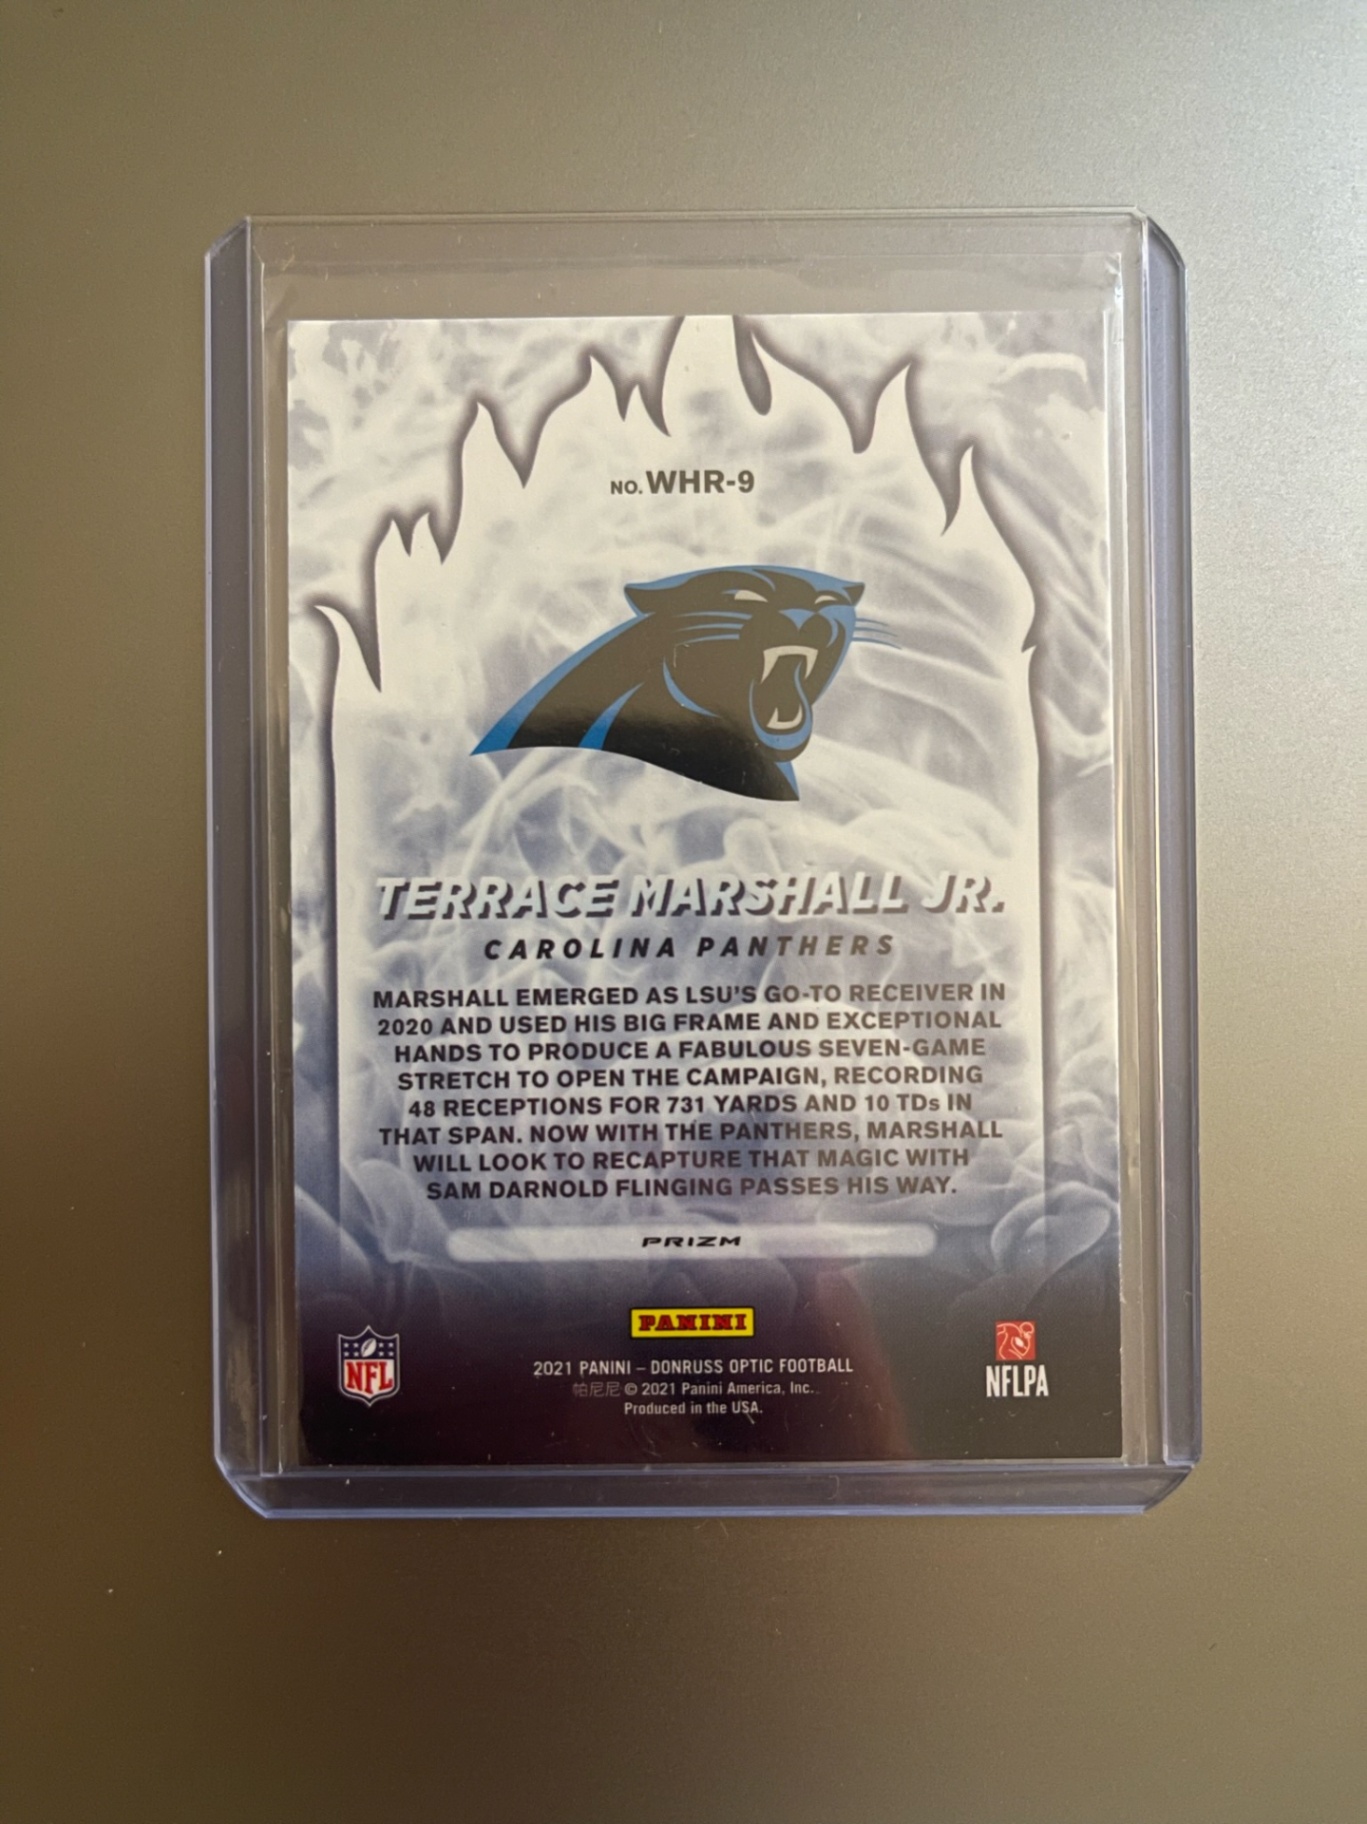 NO. WHR-9
TERRACE MARSHALL JR.
CAROLINA PANTHERS
MARSHALL EMERGED AS LSU'S GO-TO RECEIVER IN
2020 AND USED HIS BIG FRAME AND EXCEPTIONAL
HANDS TO PRODUCE A FABULOUS SEVEN-GAME
STRETCH TO OPEN THE CAMPAIGN, RECORDING
48 RECEPTIONS FOR 731 YARDS AND 10 TDs IN
THAT SPAN. NOW WITH THE PANTHERS, MARSHALL
WILL LOOK TO RECAPTURE THAT MAGIC WITH
SAM DARNOLD FLINGING PASSES HIS WAY.
PRIZM
PANINI
NFL
2021 PANINI – DONRUSS OPTIC FOOTBALL
帕尼尼 © 2021 Panini America, Inc.
Produced in the USA.
NFLPA